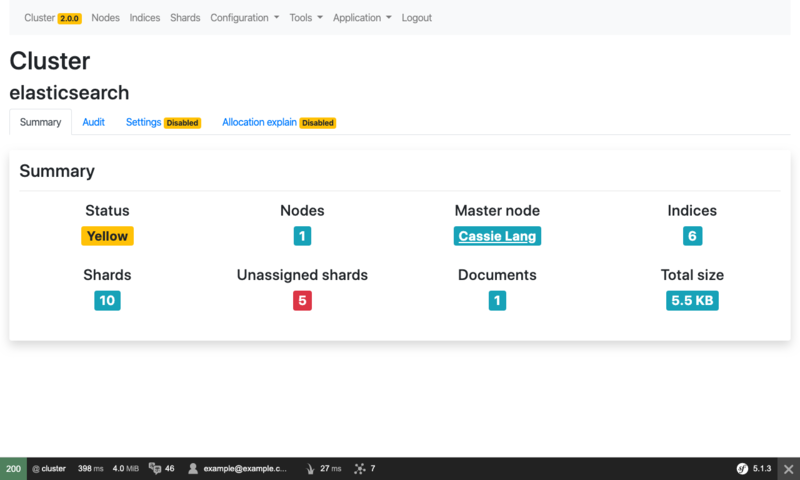 Cluster 2.0.0 Nodes Indices Shards Configuration Tools Application Logout
Cluster
elasticsearch
Summary Audit Settings Disabled Allocation explain Disabled
Summary
Status Nodes Master node Indices
Yellow 1 Cassie Lang 6
Shards Unassigned shards Documents Total size
10 5 1 5.5 KB
200 @ cluster 398 ms 4.0 MiB 46 example@example.c... 27 ms 7 sf 5.1.3